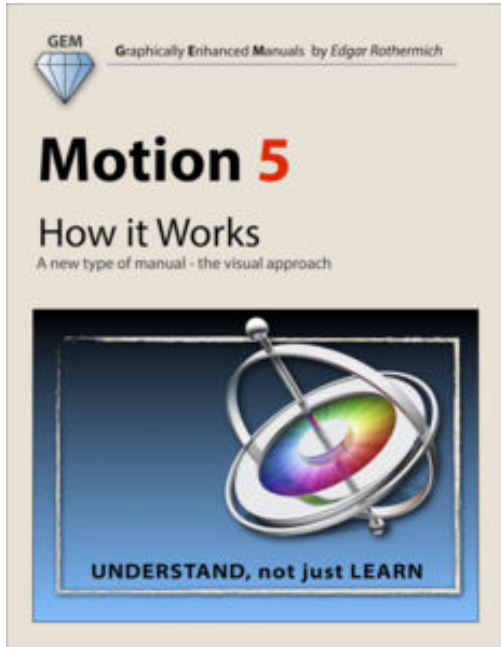 GEM
Graphically Enhanced Manuals by Edgar Rothermich
Motion 5
How it Works
A new type of manual - the visual approach
UNDERSTAND, not just LEARN